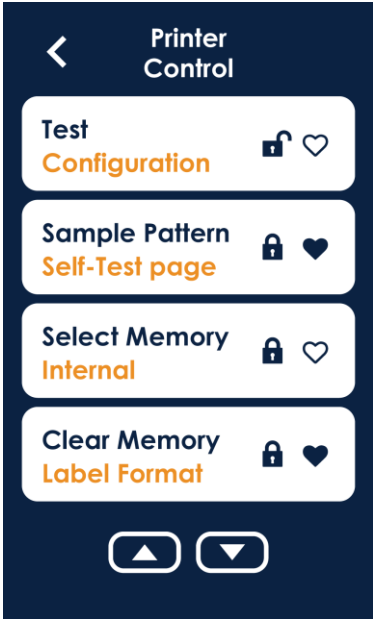 Printer
Control
Test
Configuration
Sample Pattern
Self-Test page
Select Memory
Internal
Clear Memory
Label Format